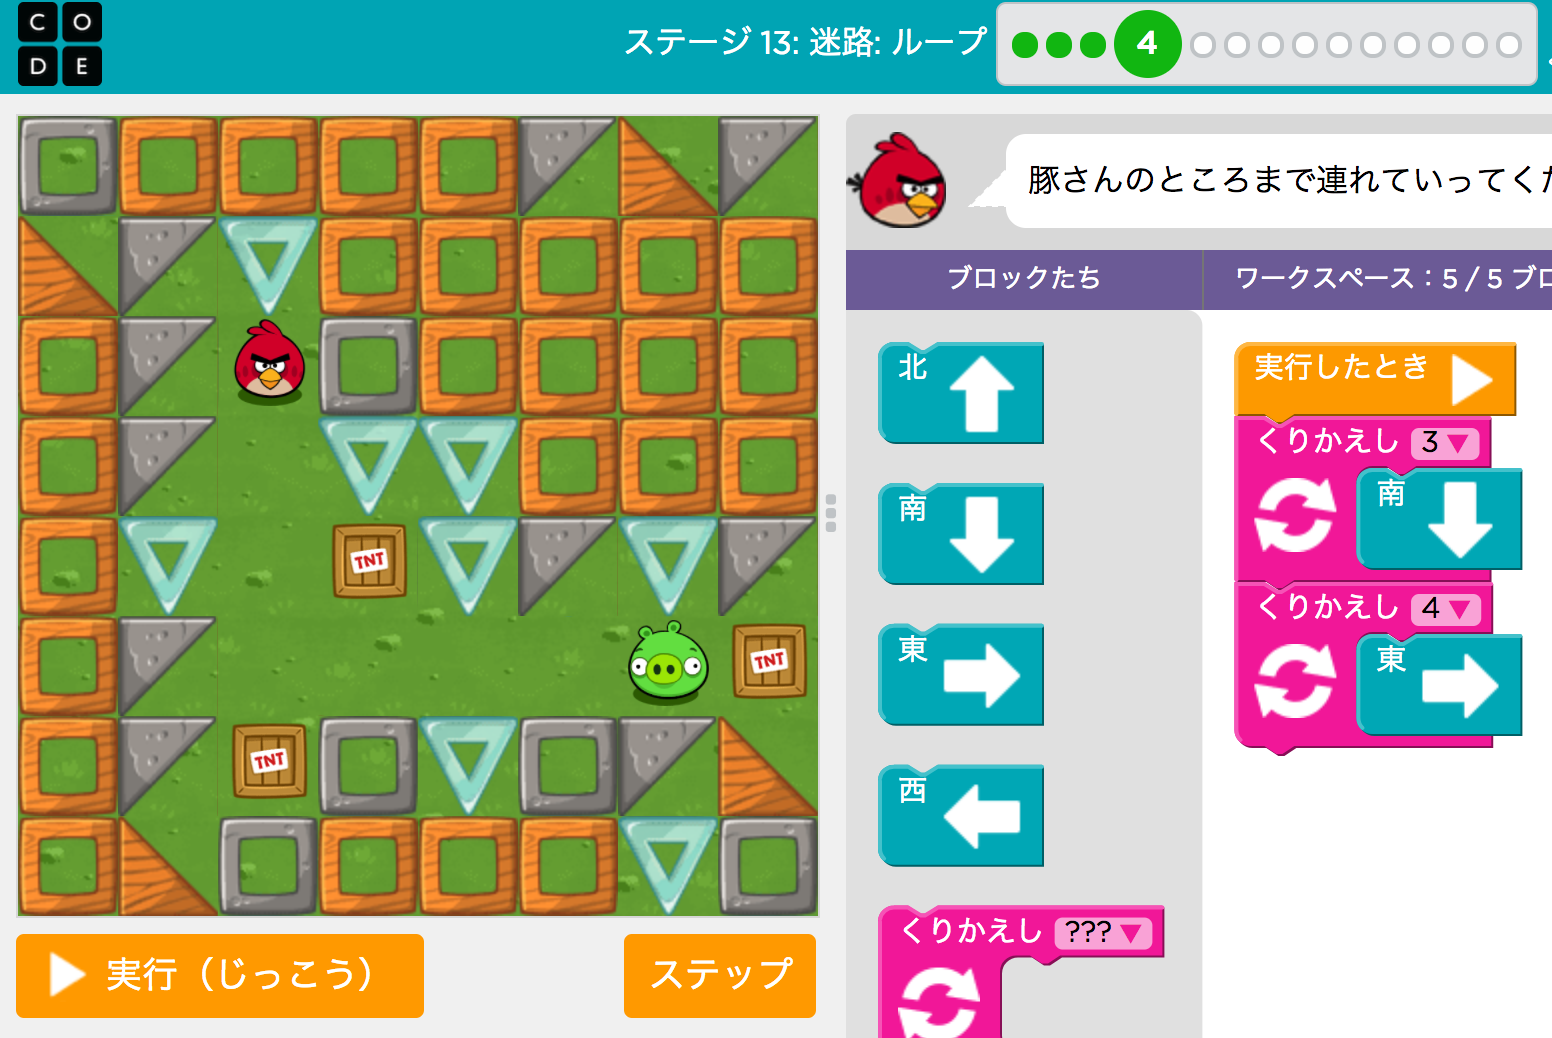 C O
D E
ステージ 13: 迷路: ループ
4
豚さんのところまで連れていってくだ
ブロックたち
ワークスペース：5 / 5 ブロ
北
南
東
西
くりかえし ???
実行したとき
くりかえし 3
南
くりかえし 4
東
TNT
TNT
TNT
実行（じっこう）
ステップ